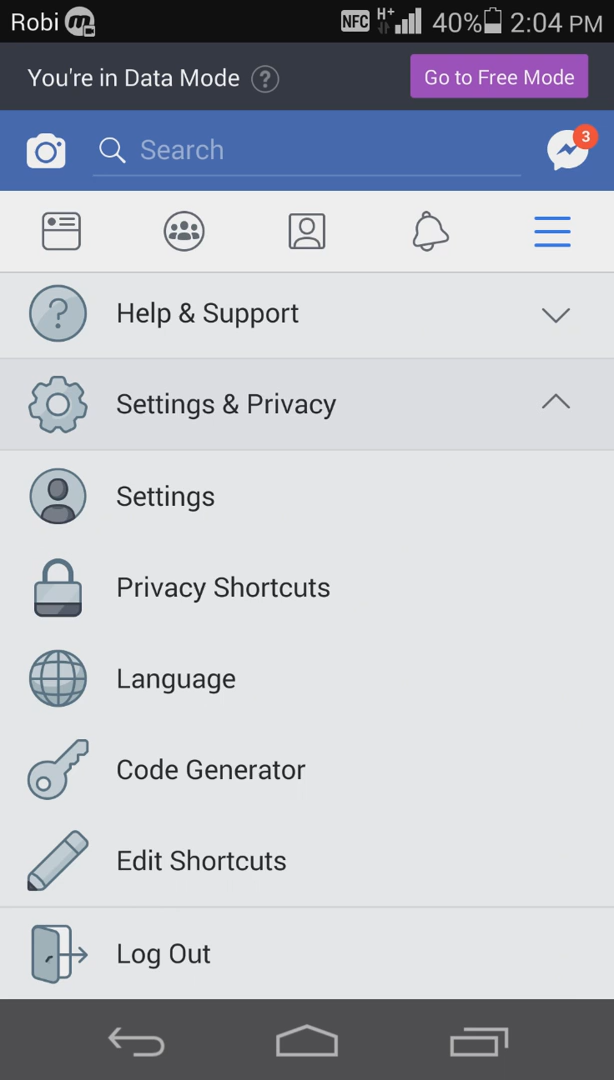 Robi NFC H+ 40% 2:04 PM
You're in Data Mode ? Go to Free Mode
Search 3
? Help & Support
Settings & Privacy
Settings
Privacy Shortcuts
Language
Code Generator
Edit Shortcuts
Log Out